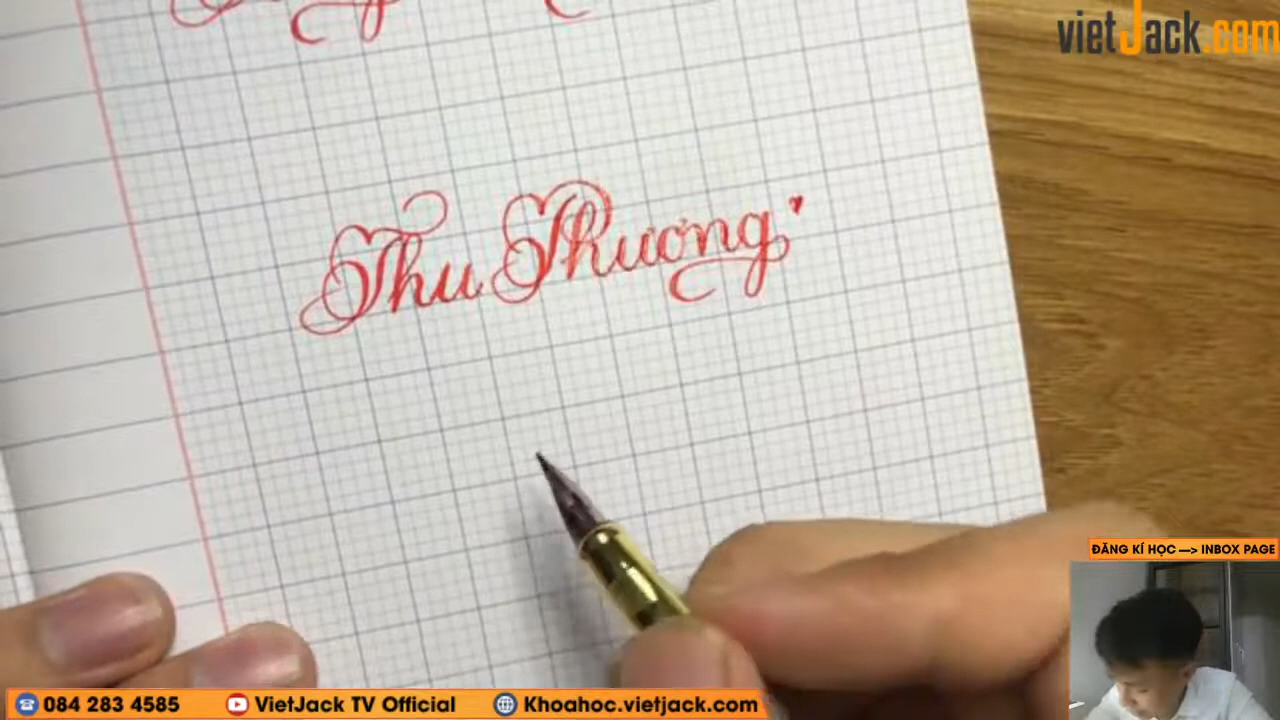 vietJack.com
Thu Thương
ĐĂNG KÍ HỌC —> INBOX PAGE
084 283 4585
VietJack TV Official
Khoahoc.vietjack.com